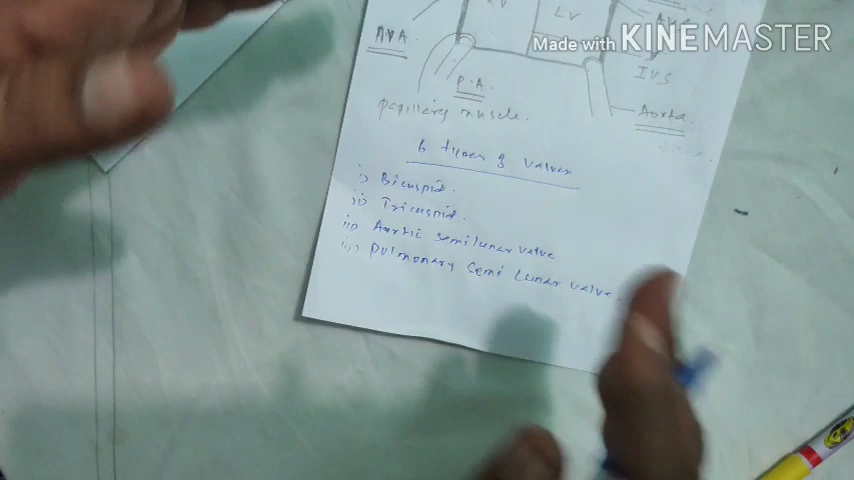 RV
LV
AVA
Made with KINEMASTER
IVS
P.A.
Aorta
papillary muscle.
6 types of valves
i) Bicuspid.
ii) Tricuspid.
iii) Aortic semilunar valve
iv) Pulmonary semi lunar valve.